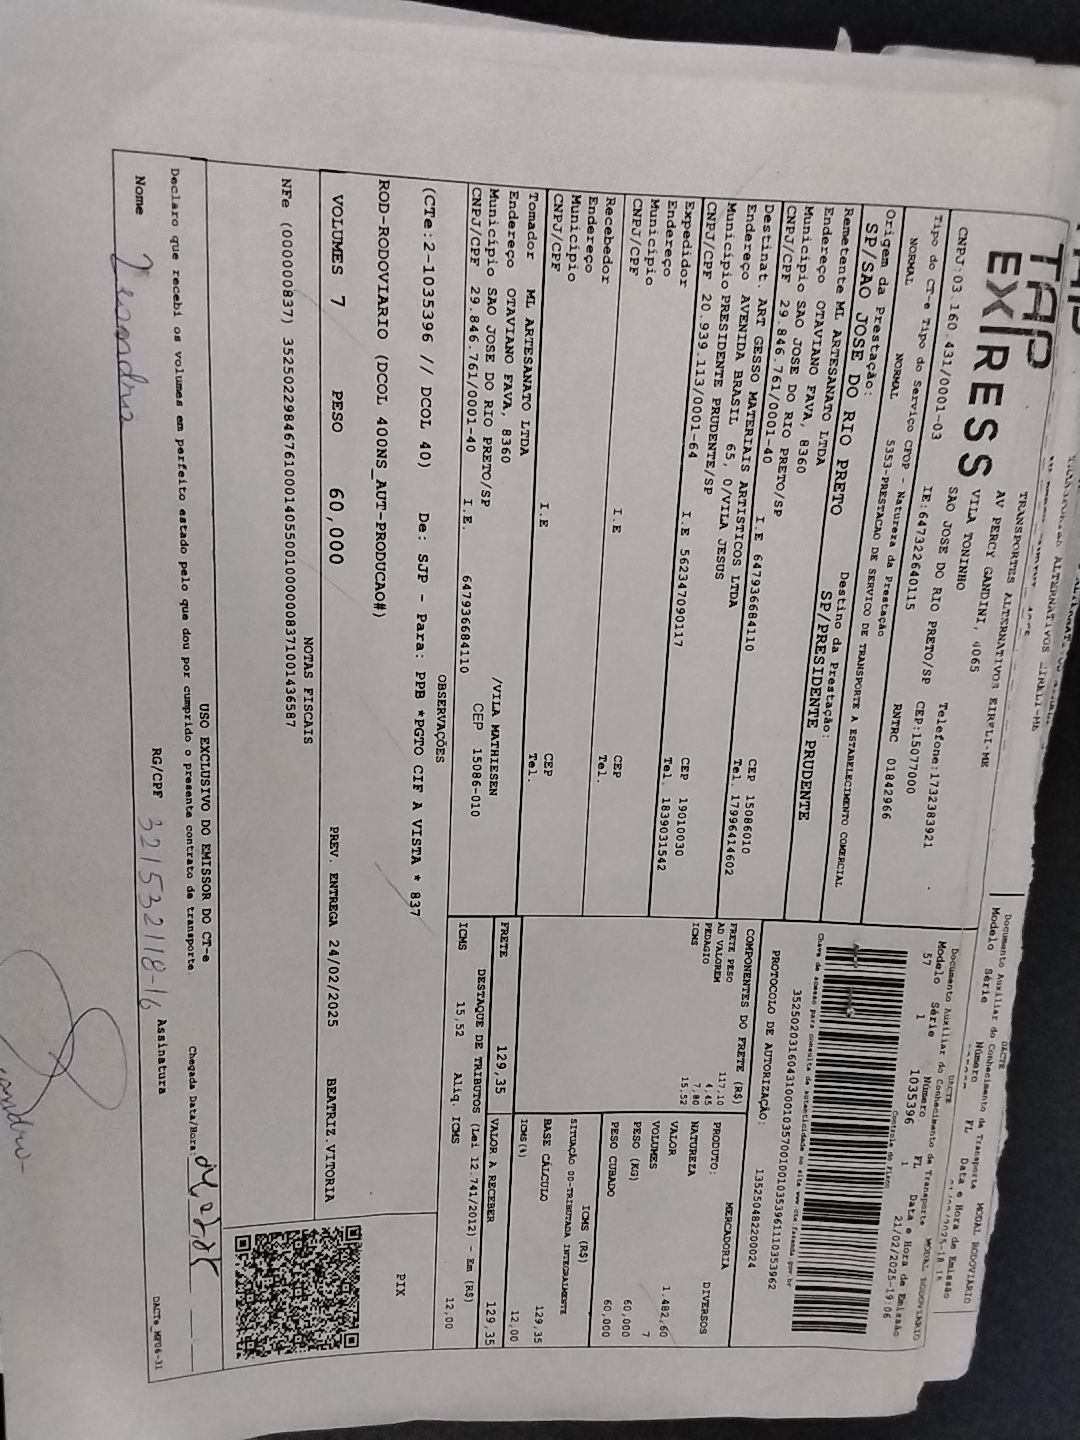 TAP
EXPRESS
TRANSPORTES ALTERNATIVOS EIRELI-ME
AV PERCY GANDINI, 4065
VILA TONINHO
SAO JOSE DO RIO PRETO/SP CEP:15077000
CNPJ:03.160.431/0001-03 IE:647322640115 Telefone:1732383921
DACTE
Documento Auxiliar do Conhecimento de Transporte
MODAL RODOVIÁRIO
Modelo Série Número FL Data e Hora de Emissão
57 1 1035396 1 21/02/2025-19:06
Controle do Fisco
Tipo do CT-e Tipo do Serviço CFOP - Natureza da Prestação RNTRC 01842966
NORMAL NORMAL 5353-PRESTACAO DE SERVICO DE TRANSPORTE A ESTABELECIMENTO COMERCIAL
Chave de acesso para consulta de autenticidade no site www.cte.fazenda.gov.br
35250203160431000103570010010353961110353962
PROTOCOLO DE AUTORIZAÇÃO: 135250482200024
Origem da Prestação: Destino da Prestação:
SP/SAO JOSE DO RIO PRETO SP/PRESIDENTE PRUDENTE
Remetente ML ARTESANATO LTDA
Endereço OTAVIANO FAVA, 8360
Município SAO JOSE DO RIO PRETO/SP CEP 15086010
CNPJ/CPF 29.846.761/0001-40 I.E 647936684110 Tel. 17996414602
Destinat. ART GESSO MATERIAIS ARTISTICOS LTDA
Endereço AVENIDA BRASIL 65, 0/VILA JESUS
Município PRESIDENTE PRUDENTE/SP CEP 19010030
CNPJ/CPF 20.939.113/0001-64 I.E 562347090117 Tel. 1839031542
Expedidor
Endereço
Município CEP
CNPJ/CPF I.E Tel.
Recebedor
Endereço
Município CEP
CNPJ/CPF I.E Tel.
Tomador ML ARTESANATO LTDA
Endereço OTAVIANO FAVA, 8360 /VILA MATHIESEN
Município SAO JOSE DO RIO PRETO/SP CEP 15086-010
CNPJ/CPF 29.846.761/0001-40 I.E. 647936684110
COMPONENTES DO FRETE (R$)
FRETE PESO 117,10
AD VALOREM 4,45
PEDAGIO 7,80
ICMS 15,52
PRODUTO: MERCADORIA
NATUREZA DIVERSOS
VALOR 1.482,60
VOLUMES 7
PESO (KG) 60,000
PESO CUBADO 60,000
ICMS (R$)
SITUAÇÃO 00-TRIBUTADA INTEGRALMENTE
BASE CÁLCULO 129,35
ICMS(%) 12,00
FRETE 129,35 VALOR A RECEBER 129,35
DESTAQUE DE TRIBUTOS (Lei 12.741/2012) - Em (R$)
ICMS 15,52 Alíq. ICMS 12,00
OBSERVAÇÕES
(CTe:2-1035396 // DCOL 40) De: SJP - Para: PPB *PGTO CIF A VISTA * 837
ROD-RODOVIARIO (DCOL 400NS_AUT-PRODUCAO#)
PIX
VOLUMES 7 PESO 60,000 PREV. ENTREGA 24/02/2025 BEATRIZ.VITORIA
NOTAS FISCAIS
NFe (000000837) 35250229846761000140550010000008371001436587
USO EXCLUSIVO DO EMISSOR DO CT-e
Declaro que recebi os volumes em perfeito estado pelo que dou por cumprido o presente contrato de transporte. Chegada Data/Hora:
Nome RG/CPF 321532118-16 Assinatura
DACTe_MF06-31